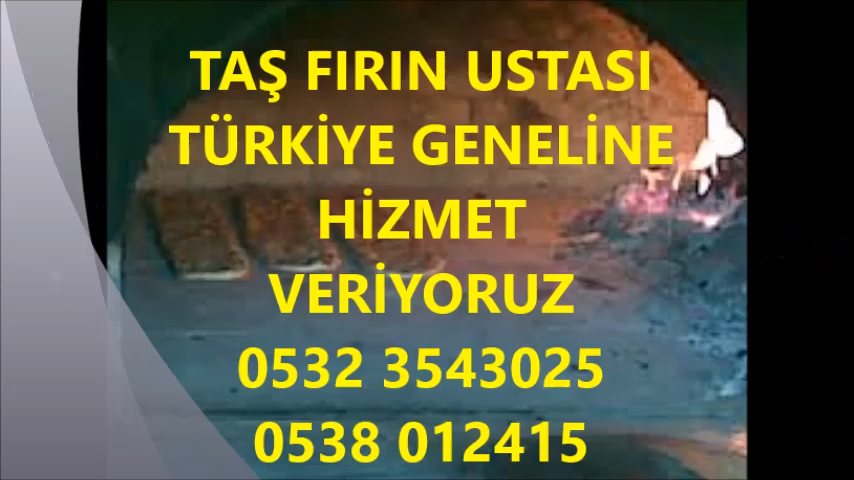 TAŞ FIRIN USTASI
TÜRKİYE GENELİNE
HİZMET
VERİYORUZ
0532 3543025
0538 012415